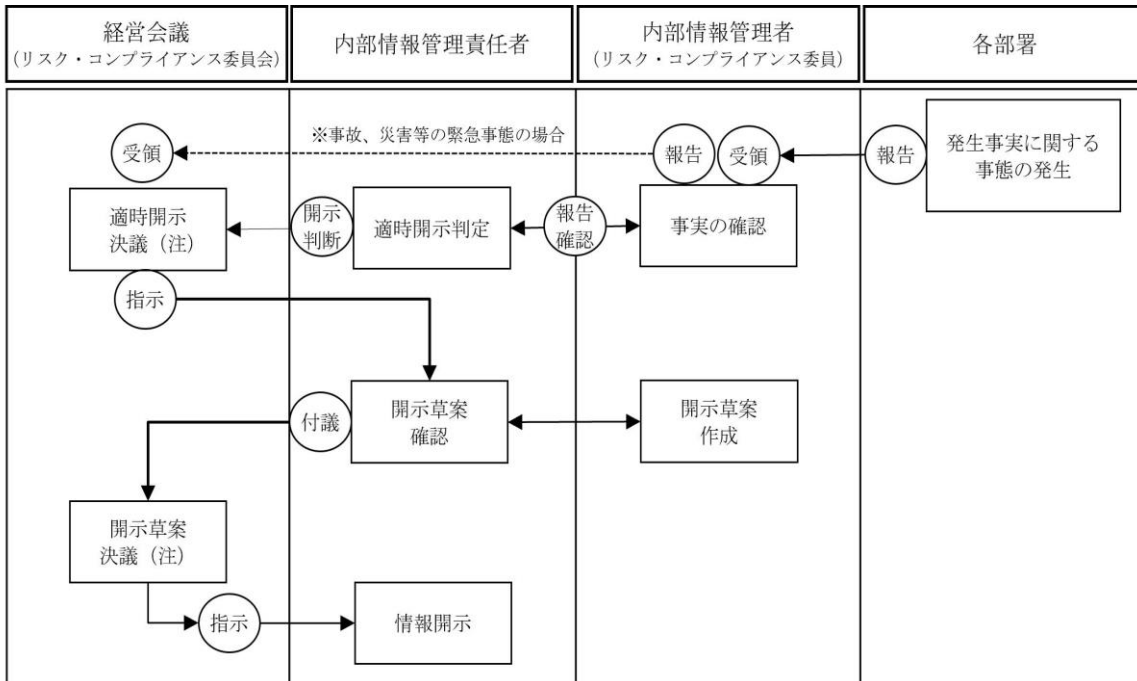 経営会議
(リスク・コンプライアンス委員会)
内部情報管理責任者
内部情報管理者
(リスク・コンプライアンス委員)
各部署
※事故、災害等の緊急事態の場合
受領
報告
受領
報告
発生事実に関する
事態の発生
適時開示
決議（注）
開示
判断
適時開示判定
報告
確認
事実の確認
指示
付議
開示草案
確認
開示草案
作成
開示草案
決議（注）
指示
情報開示